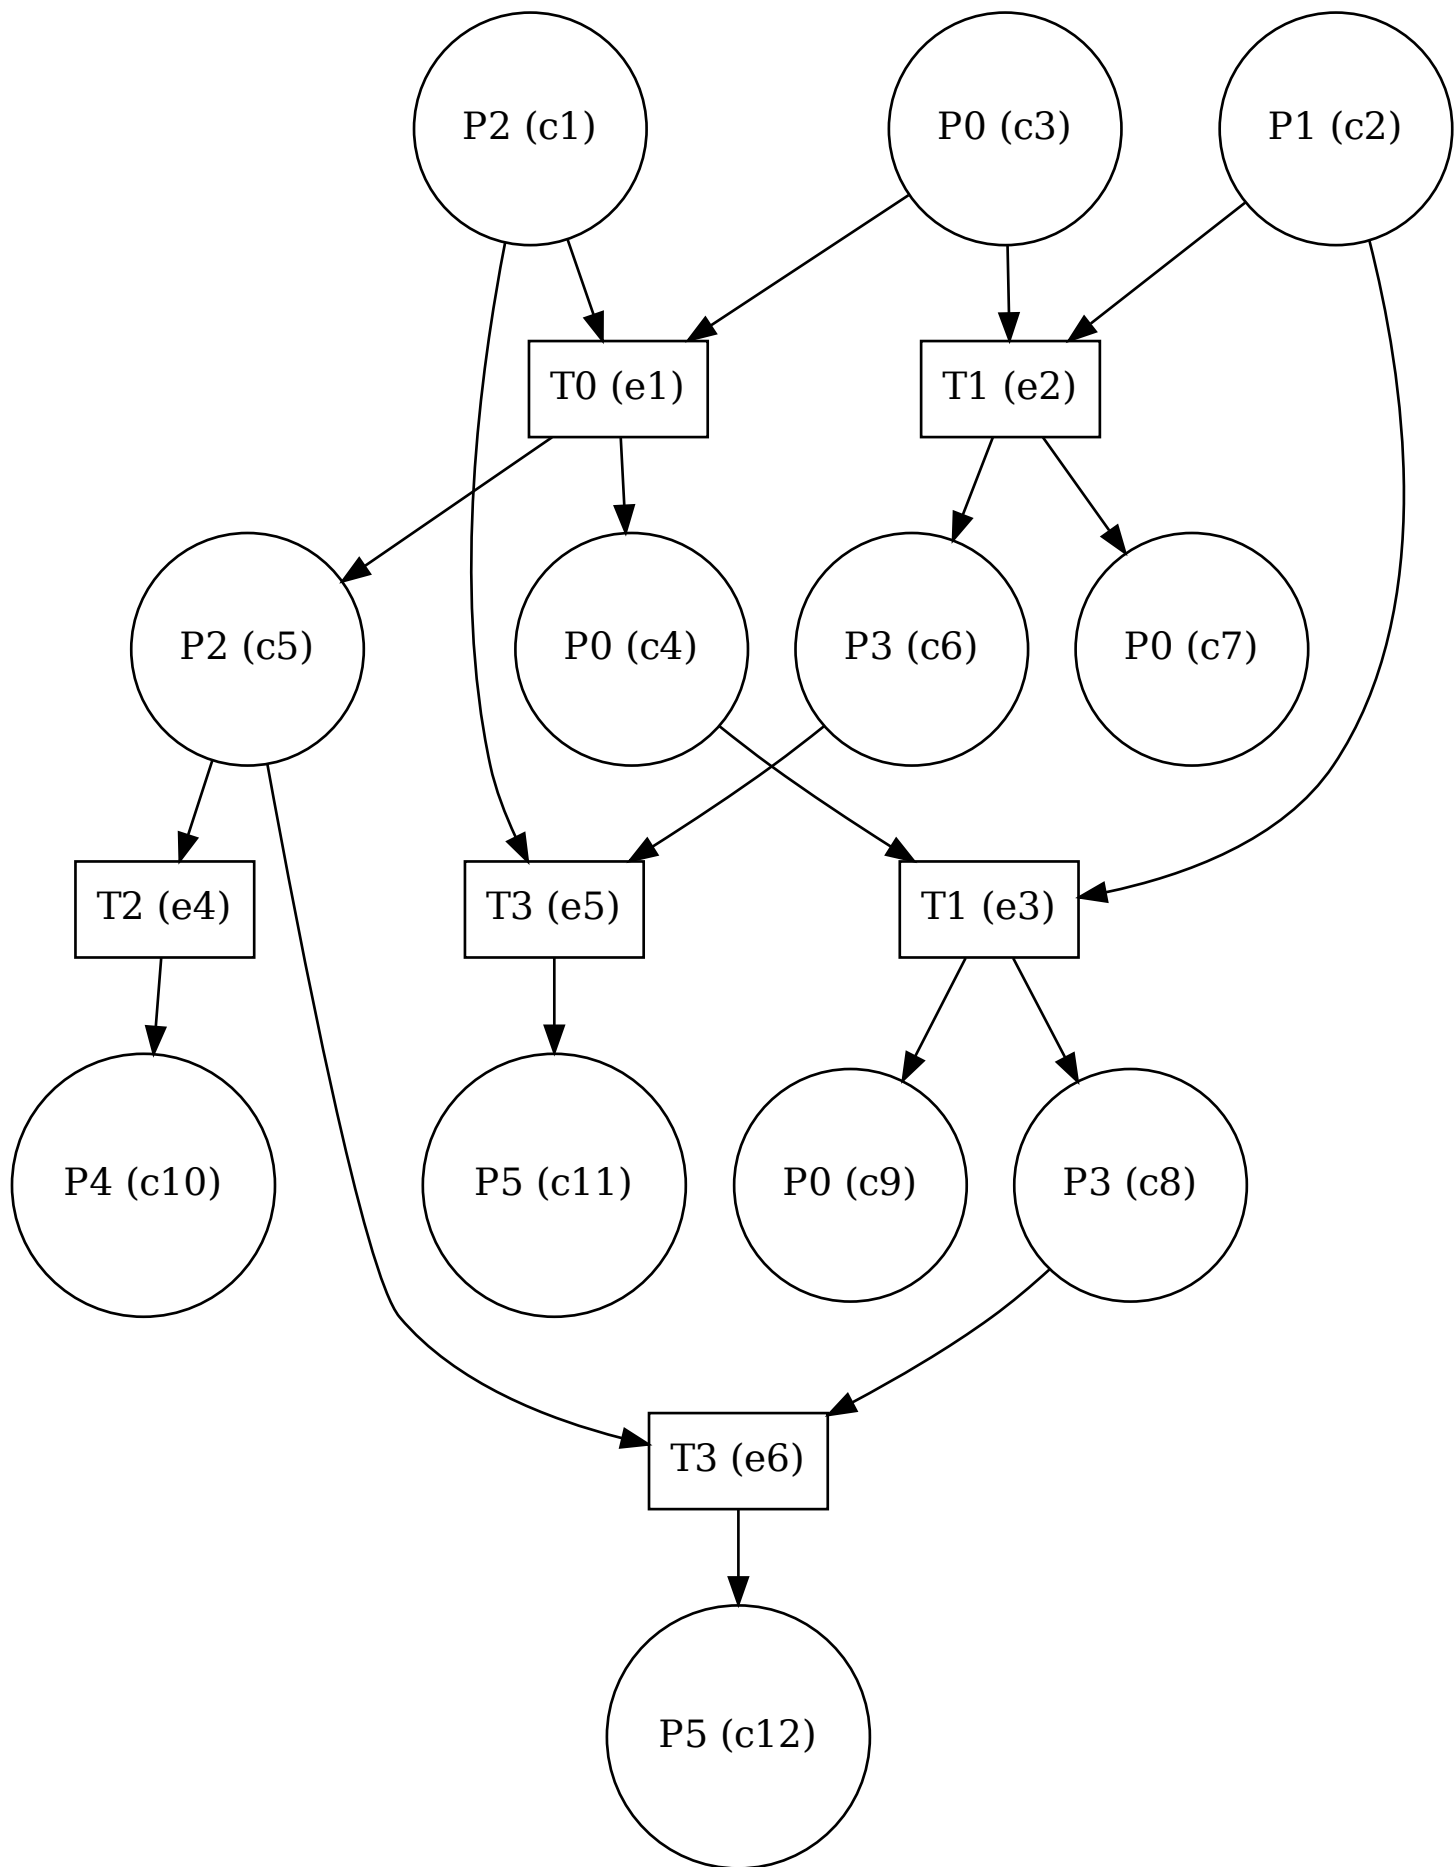 P2 (c1)
P0 (c3)
P1 (c2)
T0 (e1)
T1 (e2)
P2 (c5)
P0 (c4)
P3 (c6)
P0 (c7)
T2 (e4)
T3 (e5)
T1 (e3)
P4 (c10)
P5 (c11)
P0 (c9)
P3 (c8)
T3 (e6)
P5 (c12)